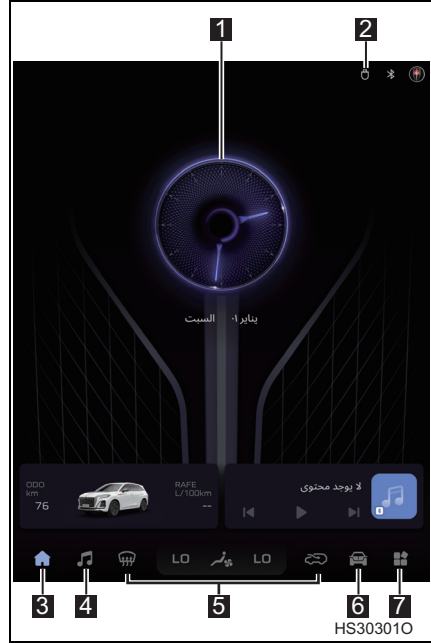 1
2
يناير ٠١ السبت
ODO
km
76
RAFE
L/100km
--
لا يوجد محتوى
LO
LO
3
4
5
6
7
HS30301O